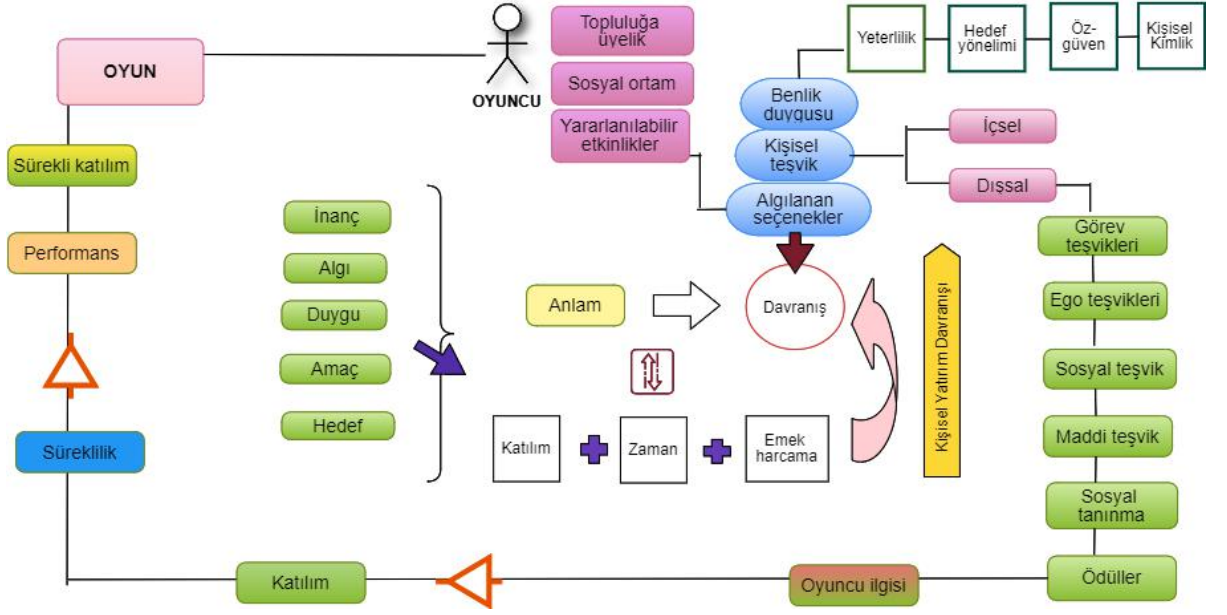 OYUN
OYUNCU
Topluluğa
üyelik
Sosyal ortam
Yararlanılabilir
etkinlikler
Yeterlilik
Hedef
yönelimi
Öz-
güven
Kişisel
Kimlik
Benlik
duygusu
Kişisel
teşvik
Algılanan
seçenekler
İçsel
Dışsal
Sürekli katılım
Performans
Süreklilik
İnanç
Algı
Duygu
Amaç
Hedef
Anlam
Davranış
Katılım
Zaman
Emek
harcama
Kişisel Yatırım Davranışı
Görev
teşvikleri
Ego teşvikleri
Sosyal teşvik
Maddi teşvik
Sosyal
tanınma
Ödüller
Oyuncu ilgisi
Katılım